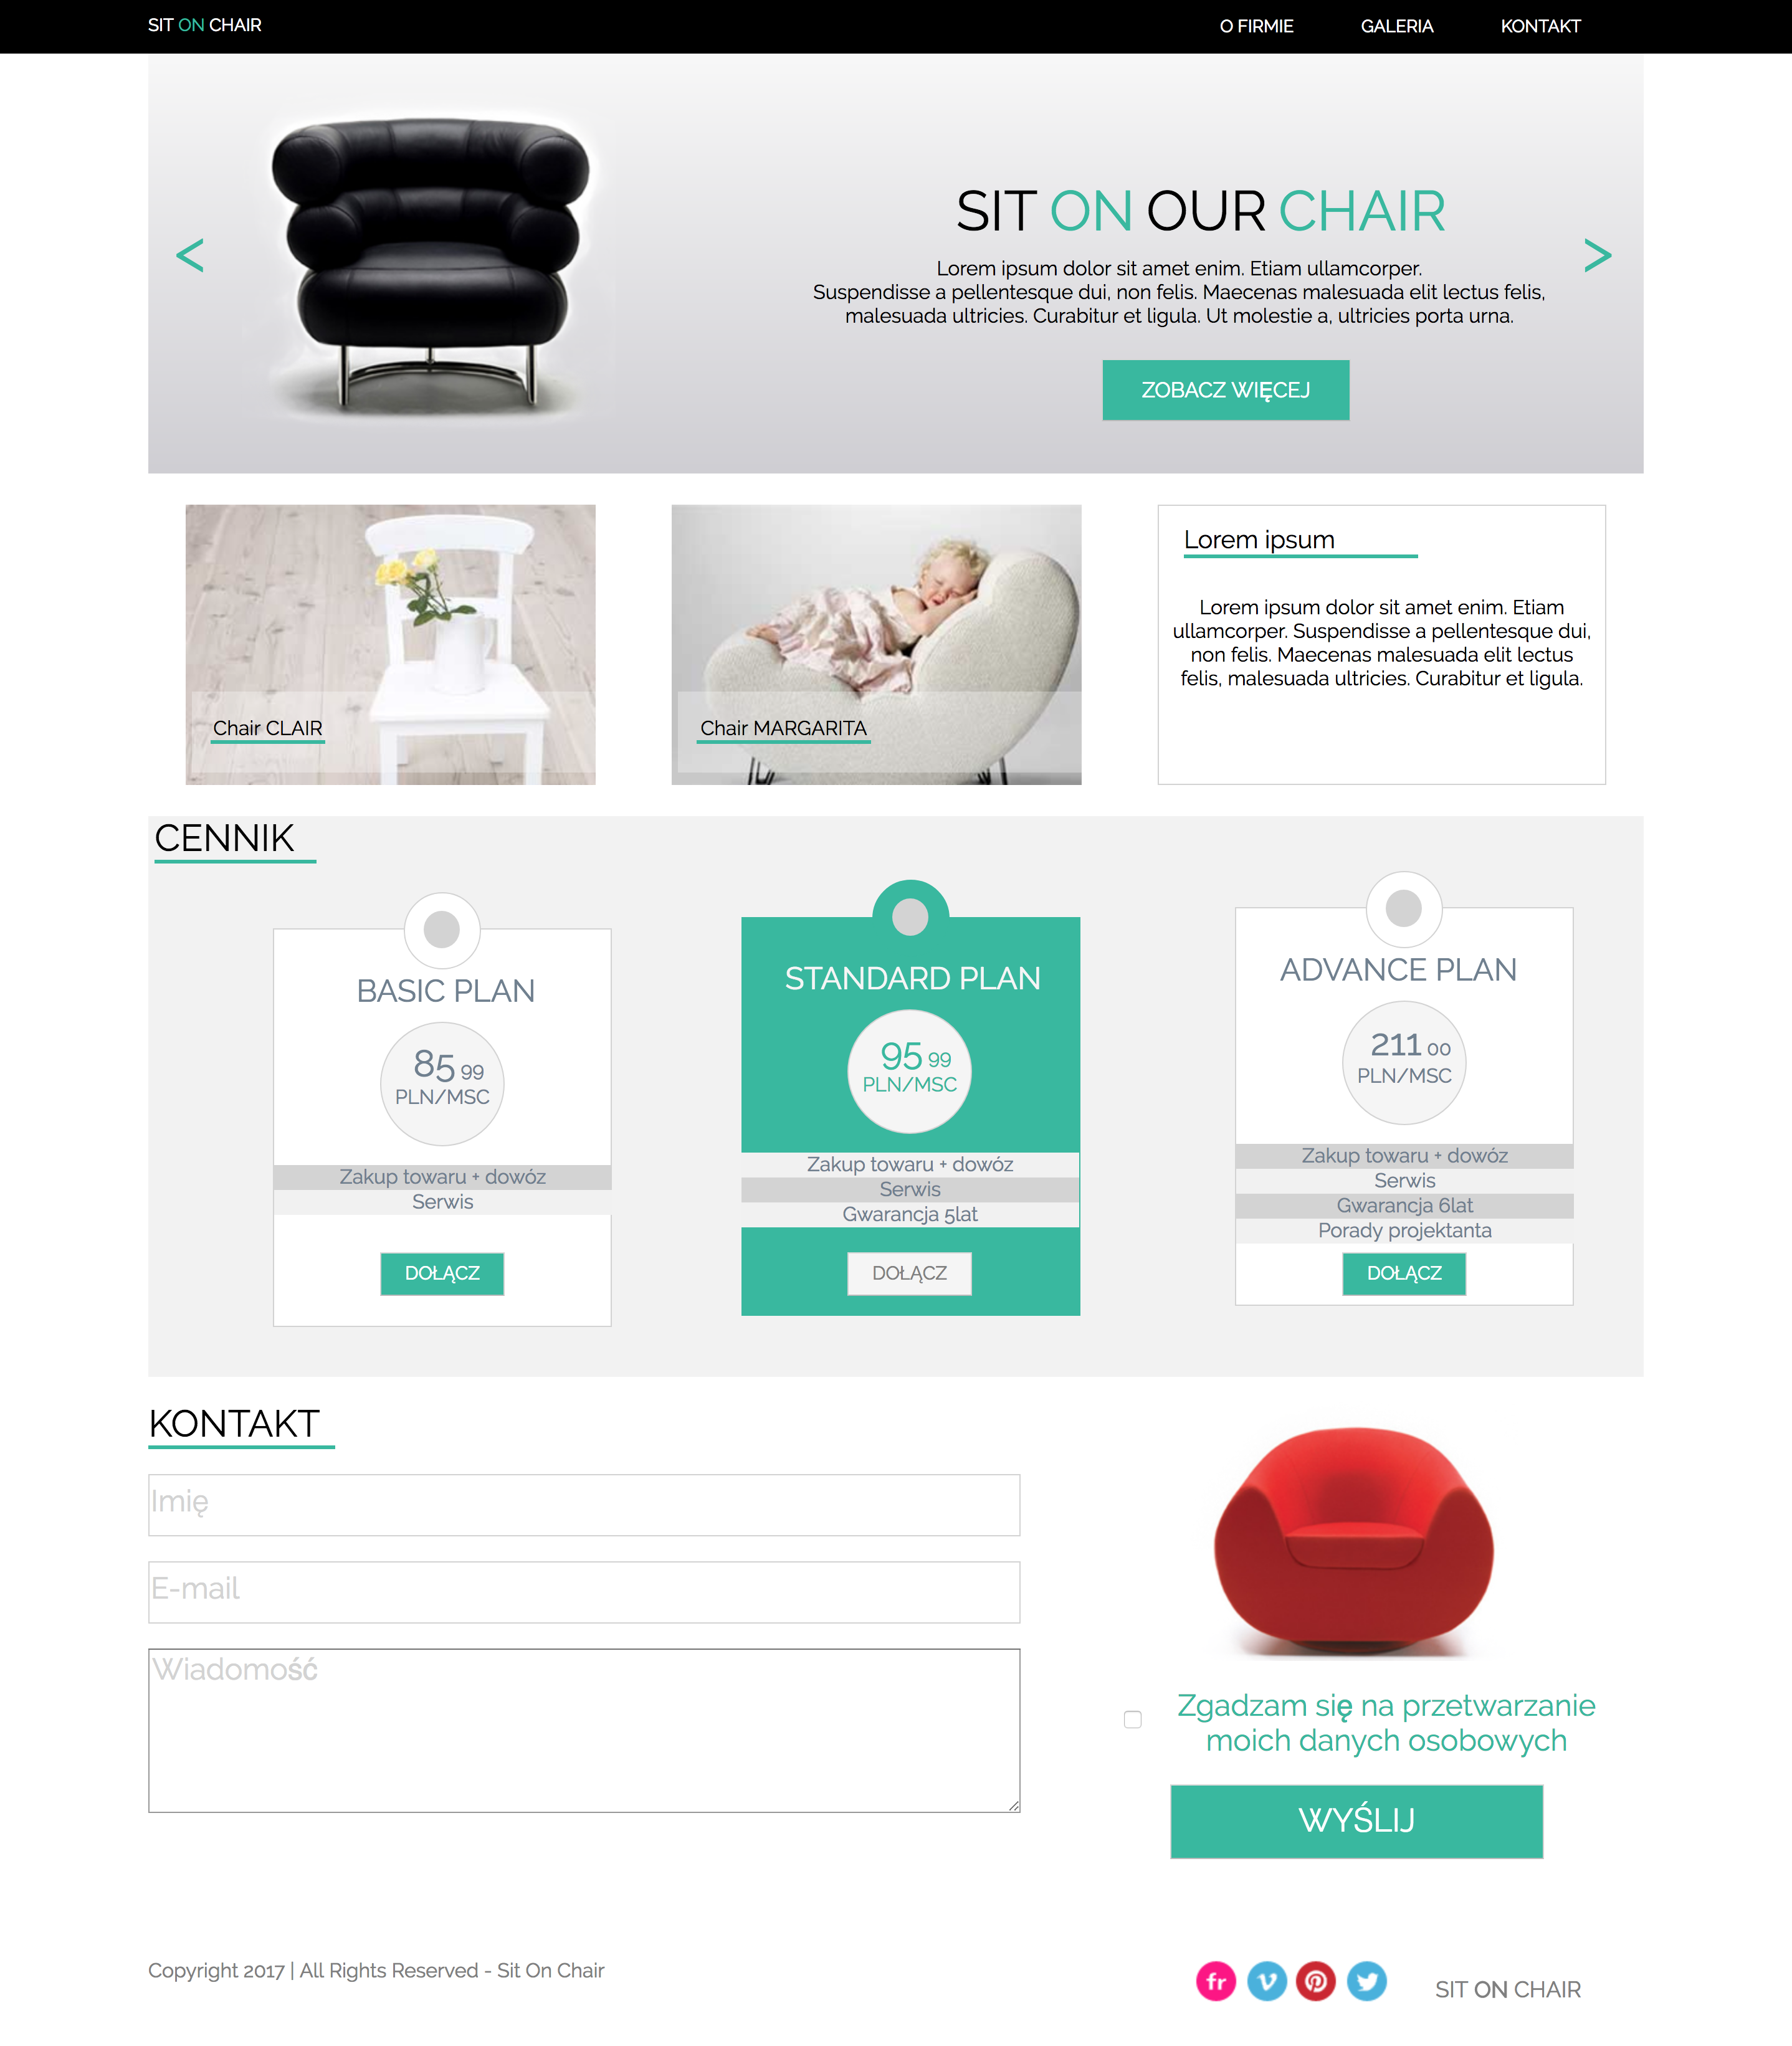 SIT ON CHAIR
O FIRMIE
GALERIA
KONTAKT
SIT ON OUR CHAIR
<
>
Lorem ipsum dolor sit amet enim. Etiam ullamcorper.
Suspendisse a pellentesque dui, non felis. Maecenas malesuada elit lectus felis,
malesuada ultricies. Curabitur et ligula. Ut molestie a, ultricies porta urna.
ZOBACZ WIĘCEJ
Chair CLAIR
Chair MARGARITA
Lorem ipsum
Lorem ipsum dolor sit amet enim. Etiam
ullamcorper. Suspendisse a pellentesque dui,
non felis. Maecenas malesuada elit lectus
felis, malesuada ultricies. Curabitur et ligula.
CENNIK
BASIC PLAN
85 99
PLN/MSC
Zakup towaru + dowóz
Serwis
DOŁĄCZ
STANDARD PLAN
95 99
PLN/MSC
Zakup towaru + dowóz
Serwis
Gwarancja 5lat
DOŁĄCZ
ADVANCE PLAN
211 00
PLN/MSC
Zakup towaru + dowóz
Serwis
Gwarancja 6lat
Porady projektanta
DOŁĄCZ
KONTAKT
Imię
E-mail
Wiadomość
Zgadzam się na przetwarzanie
moich danych osobowych
WYŚLIJ
Copyright 2017 | All Rights Reserved - Sit On Chair
fr
SIT ON CHAIR